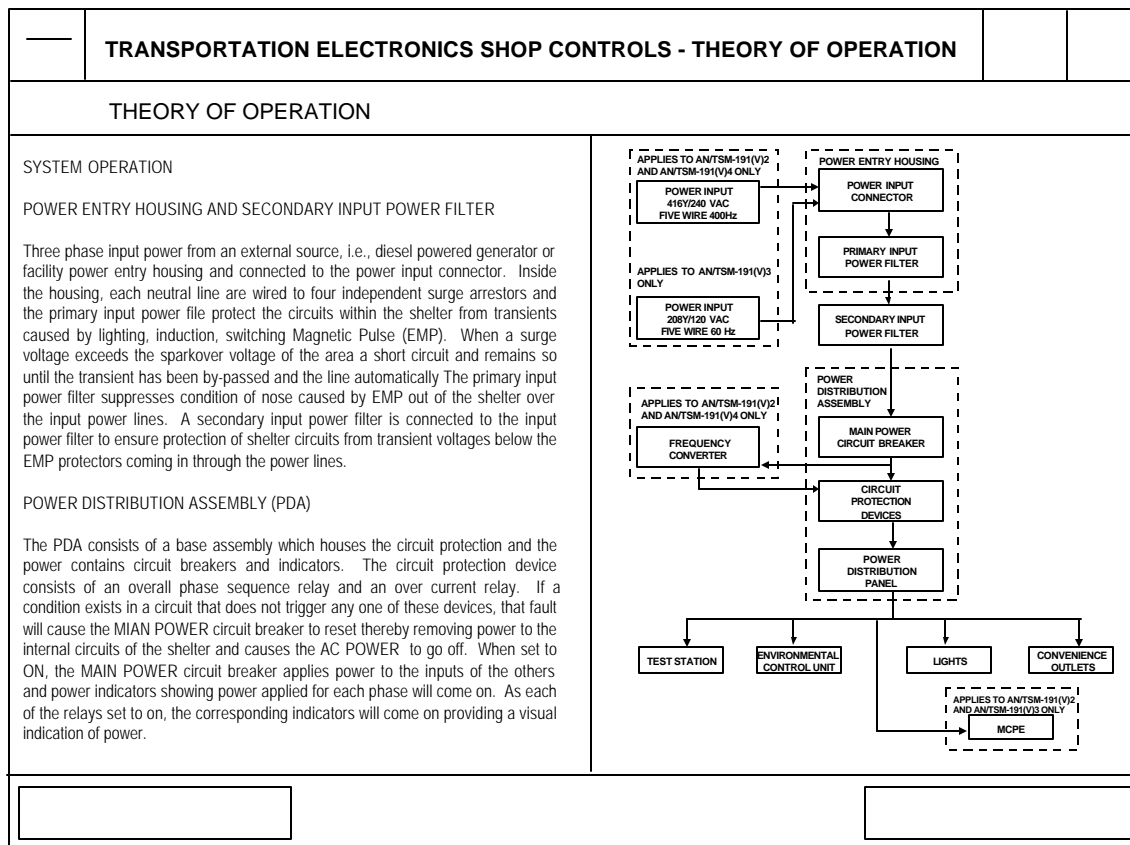 TRANSPORTATION ELECTRONICS SHOP CONTROLS - THEORY OF OPERATION
THEORY OF OPERATION
SYSTEM OPERATION
POWER ENTRY HOUSING AND SECONDARY INPUT POWER FILTER
Three phase input power from an external source, i.e., diesel powered generator or
facility power entry housing and connected to the power input connector. Inside
the housing, each neutral line are wired to four independent surge arrestors and
the primary input power file protect the circuits within the shelter from transients
caused by lighting, induction, switching Magnetic Pulse (EMP). When a surge
voltage exceeds the sparkover voltage of the area a short circuit and remains so
until the transient has been by-passed and the line automatically The primary input
power filter suppresses condition of nose caused by EMP out of the shelter over
the input power lines. A secondary input power filter is connected to the input
power filter to ensure protection of shelter circuits from transient voltages below the
EMP protectors coming in through the power lines.
POWER DISTRIBUTION ASSEMBLY (PDA)
The PDA consists of a base assembly which houses the circuit protection and the
power contains circuit breakers and indicators. The circuit protection device
consists of an overall phase sequence relay and an over current relay. If a
condition exists in a circuit that does not trigger any one of these devices, that fault
will cause the MIAN POWER circuit breaker to reset thereby removing power to the
internal circuits of the shelter and causes the AC POWER to go off. When set to
ON, the MAIN POWER circuit breaker applies power to the inputs of the others
and power indicators showing power applied for each phase will come on. As each
of the relays set to on, the corresponding indicators will come on providing a visual
indication of power.
APPLIES TO AN/TSM-191(V)2
AND AN/TSM-191(V)4 ONLY
POWER INPUT
416Y/240 VAC
FIVE WIRE 400Hz
APPLIES TO AN/TSM-191(V)3
ONLY
POWER INPUT
208Y/120 VAC
FIVE WIRE 60 Hz
POWER ENTRY HOUSING
POWER INPUT
CONNECTOR
PRIMARY INPUT
POWER FILTER
SECONDARY INPUT
POWER FILTER
POWER
DISTRIBUTION
ASSEMBLY
MAIN POWER
CIRCUIT BREAKER
APPLIES TO AN/TSM-191(V)2
AND AN/TSM-191(V)4 ONLY
FREQUENCY
CONVERTER
CIRCUIT
PROTECTION
DEVICES
POWER
DISTRIBUTION
PANEL
TEST STATION
ENVIRONMENTAL
CONTROL UNIT
LIGHTS
CONVENIENCE
OUTLETS
APPLIES TO AN/TSM-191(V)2
AND AN/TSM-191(V)3 ONLY
MCPE